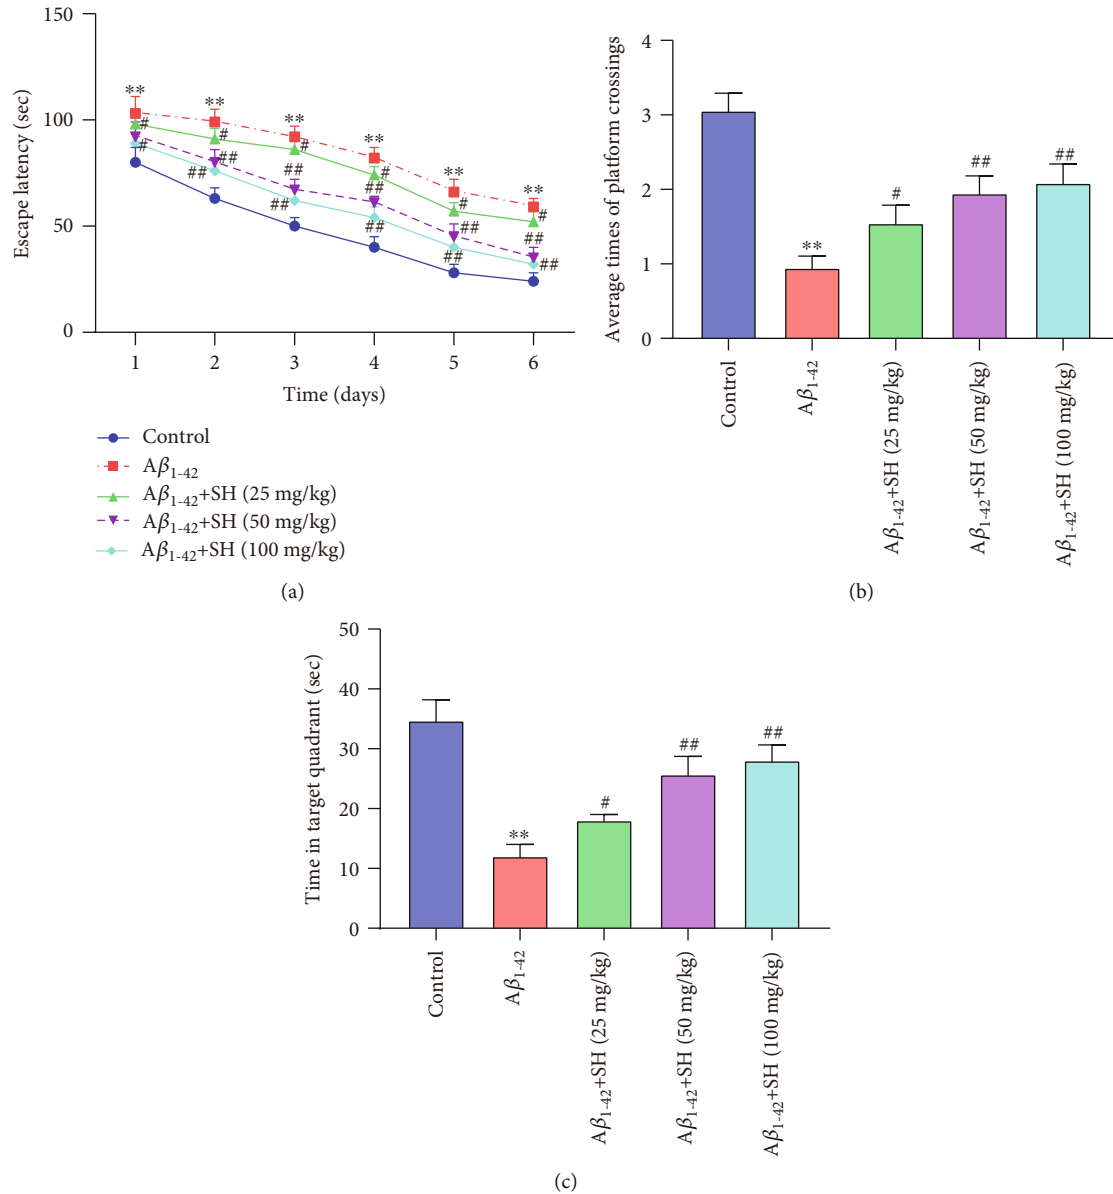 150
100
50
0
Escape latency (sec)
**
**
**
**
**
**
#
#
#
#
#
#
#
##
##
##
##
##
##
##
##
##
##
##
1
2
3
4
5
6
Time (days)
Control
Aβ1-42
Aβ1-42+SH (25 mg/kg)
Aβ1-42+SH (50 mg/kg)
Aβ1-42+SH (100 mg/kg)
(a)
4
3
2
1
0
Average times of platform crossings
**
#
##
##
Control
Aβ1-42
Aβ1-42+SH (25 mg/kg)
Aβ1-42+SH (50 mg/kg)
Aβ1-42+SH (100 mg/kg)
(b)
50
40
30
20
10
0
Time in target quadrant (sec)
**
#
##
##
Control
Aβ1-42
Aβ1-42+SH (25 mg/kg)
Aβ1-42+SH (50 mg/kg)
Aβ1-42+SH (100 mg/kg)
(c)